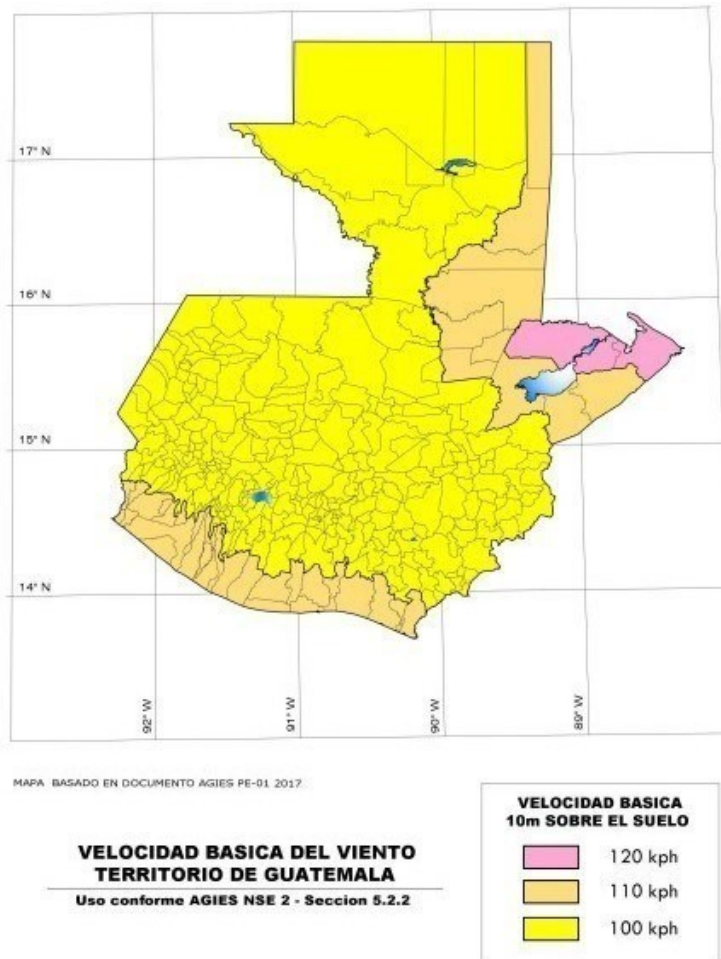 17° N
16° N
15° N
14° N
92° W
91° W
90° W
89° W
MAPA BASADO EN DOCUMENTO AGIES PE-01 2017
VELOCIDAD BASICA DEL VIENTO
TERRITORIO DE GUATEMALA
Uso conforme AGIES NSE 2 - Seccion 5.2.2
VELOCIDAD BASICA
10m SOBRE EL SUELO
120 kph
110 kph
100 kph